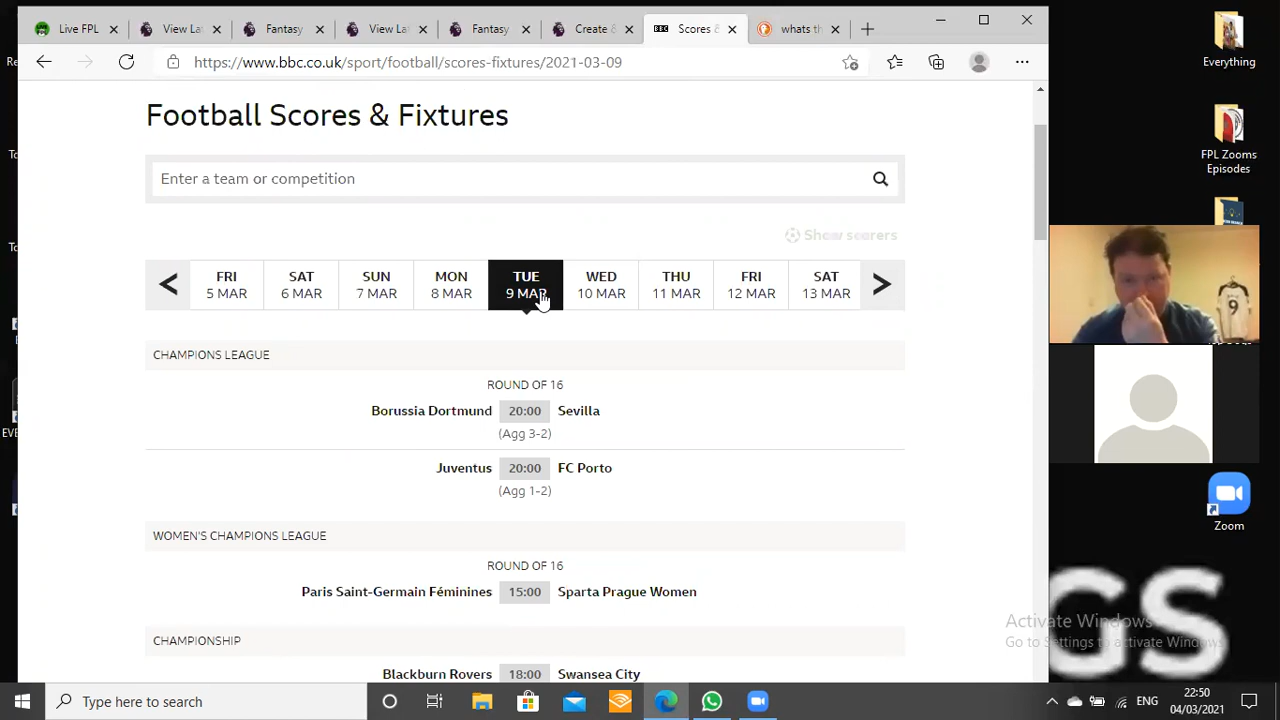 Live FPL
View La
Fantasy
View La
Fantasy
Create &
BBC Scores &
whats th
https://www.bbc.co.uk/sport/football/scores-fixtures/2021-03-09
Football Scores & Fixtures
Enter a team or competition
Show scorers
< FRI SAT SUN MON TUE WED THU FRI SAT >
5 MAR 6 MAR 7 MAR 8 MAR 9 MAR 10 MAR 11 MAR 12 MAR 13 MAR
CHAMPIONS LEAGUE
ROUND OF 16
Borussia Dortmund 20:00 Sevilla
(Agg 3-2)
Juventus 20:00 FC Porto
(Agg 1-2)
WOMEN'S CHAMPIONS LEAGUE
ROUND OF 16
Paris Saint-Germain Féminines 15:00 Sparta Prague Women
CHAMPIONSHIP
Blackburn Rovers 18:00 Swansea City
Everything
FPL Zooms
Episodes
9
Zoom
GS
Activate Windows
Go to Settings to activate Windows.
Type here to search
ENG
22:50
04/03/2021